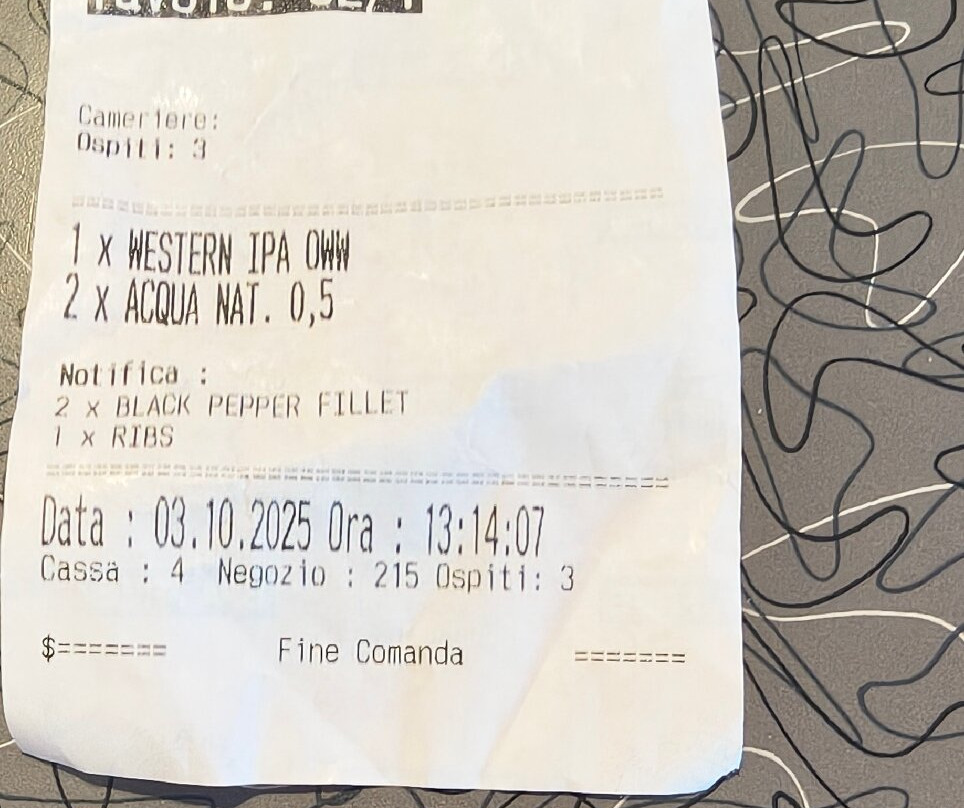 Cameriere:
Ospiti: 3
==============================================
1 x WESTERN IPA OWW
2 x ACQUA NAT. 0,5
Notifica :
2 x BLACK PEPPER FILLET
1 x RIBS
==============================================
Data : 03.10.2025 Ora : 13:14:07
Cassa : 4 Negozio : 215 Ospiti: 3
$======= Fine Comanda =======